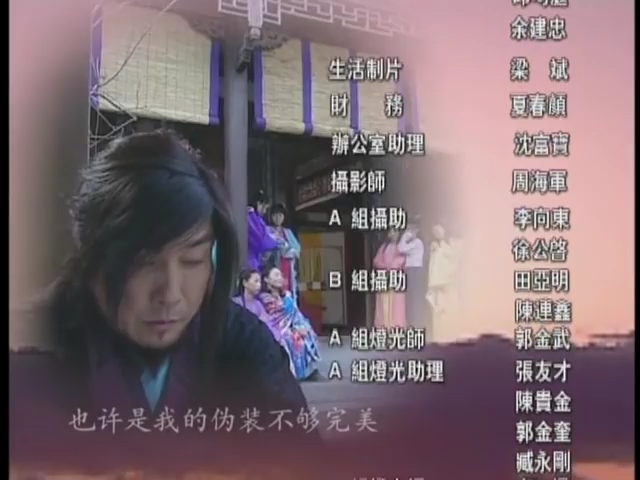 余建忠
生活制片 梁 斌
財 務 夏春顏
辦公室助理 沈富寶
攝影師 周海軍
A 組攝助 李向東
徐公啓
B 組攝助 田亞明
陳連鑫
A 組燈光師 郭金武
A 組燈光助理 張友才
陳貴金
郭金奎
臧永剛
也许是我的伪装不够完美